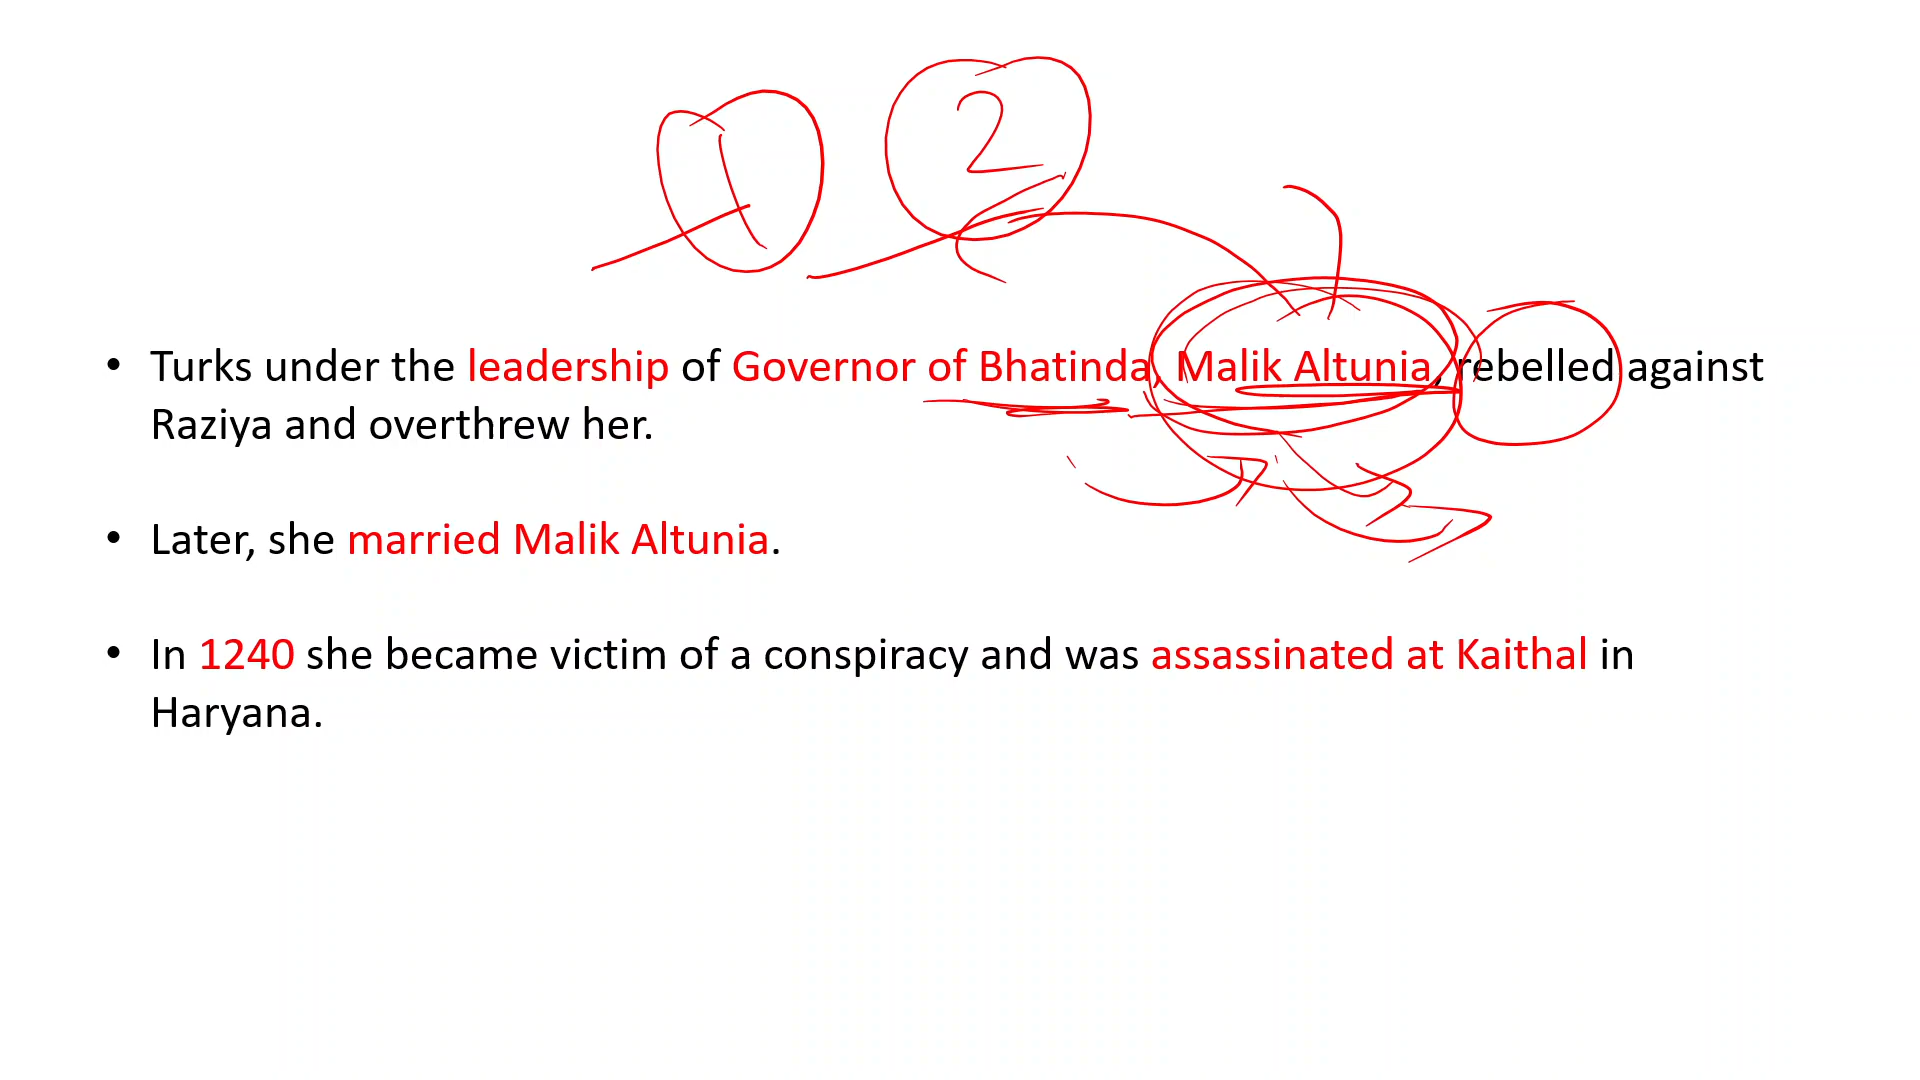 1 2
• Turks under the leadership of Governor of Bhatinda, Malik Altunia, rebelled against
Raziya and overthrew her.
• Later, she married Malik Altunia.
• In 1240 she became victim of a conspiracy and was assassinated at Kaithal in
Haryana.